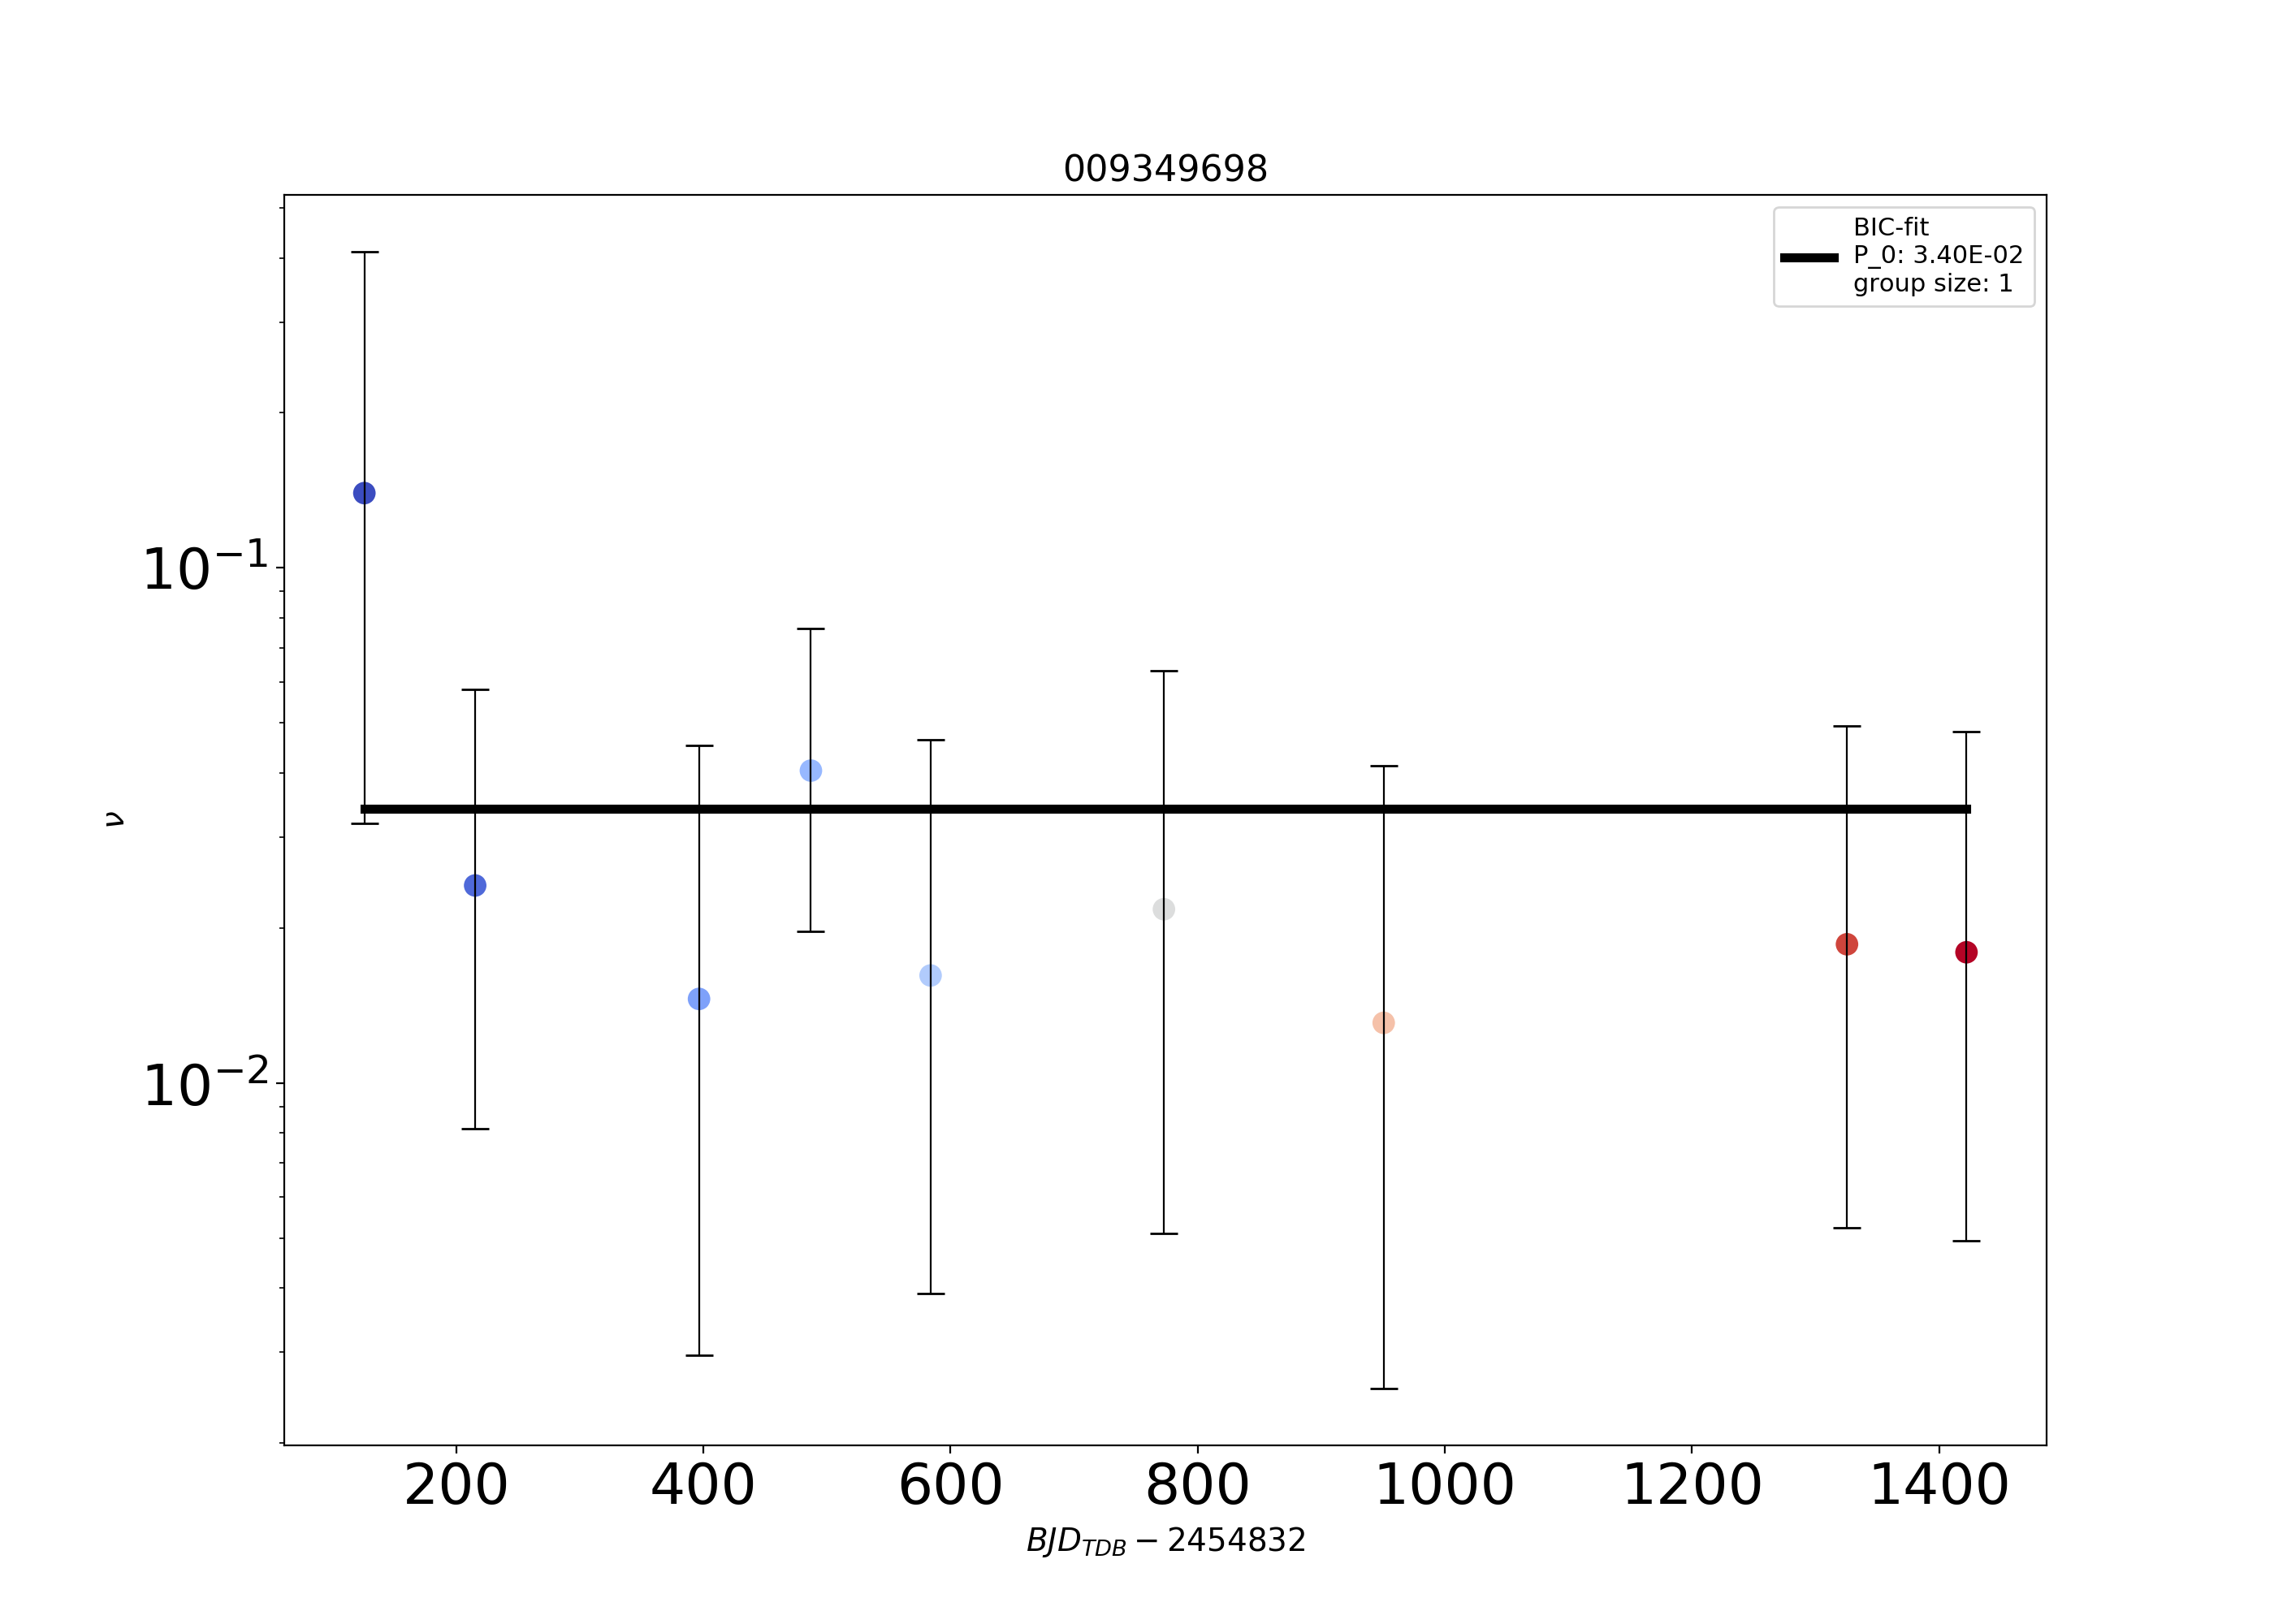 009349698
BIC-fit
P_0: 3.40E-02
group size: 1
10⁻¹
ν
10⁻²
200 400 600 800 1000 1200 1400
BJD_TDB − 2454832